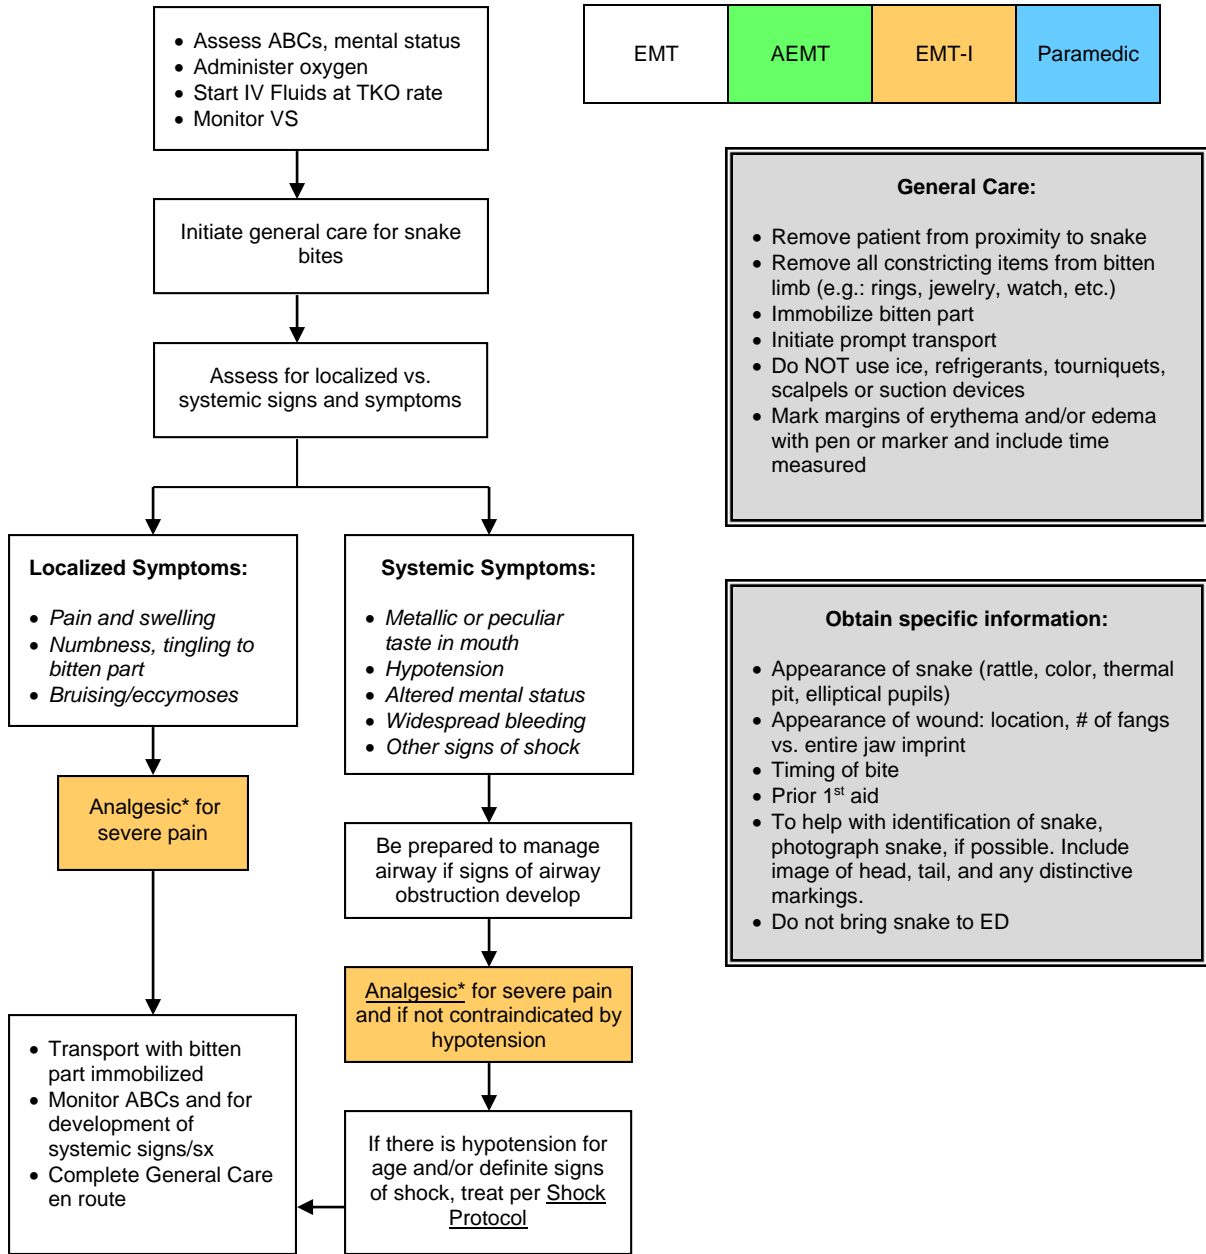 • Assess ABCs, mental status
• Administer oxygen
• Start IV Fluids at TKO rate
• Monitor VS
EMT
AEMT
EMT-I
Paramedic
Initiate general care for snake
bites
Assess for localized vs.
systemic signs and symptoms
General Care:
• Remove patient from proximity to snake
• Remove all constricting items from bitten
limb (e.g.: rings, jewelry, watch, etc.)
• Immobilize bitten part
• Initiate prompt transport
• Do NOT use ice, refrigerants, tourniquets,
scalpels or suction devices
• Mark margins of erythema and/or edema
with pen or marker and include time
measured
Localized Symptoms:
• Pain and swelling
• Numbness, tingling to
bitten part
• Bruising/eccymoses
Analgesic* for
severe pain
Systemic Symptoms:
• Metallic or peculiar
taste in mouth
• Hypotension
• Altered mental status
• Widespread bleeding
• Other signs of shock
Be prepared to manage
airway if signs of airway
obstruction develop
Analgesic* for severe pain
and if not contraindicated by
hypotension
If there is hypotension for
age and/or definite signs
of shock, treat per Shock
Protocol
• Transport with bitten
part immobilized
• Monitor ABCs and for
development of
systemic signs/sx
• Complete General Care
en route
Obtain specific information:
• Appearance of snake (rattle, color, thermal
pit, elliptical pupils)
• Appearance of wound: location, # of fangs
vs. entire jaw imprint
• Timing of bite
• Prior 1st aid
• To help with identification of snake,
photograph snake, if possible. Include
image of head, tail, and any distinctive
markings.
• Do not bring snake to ED